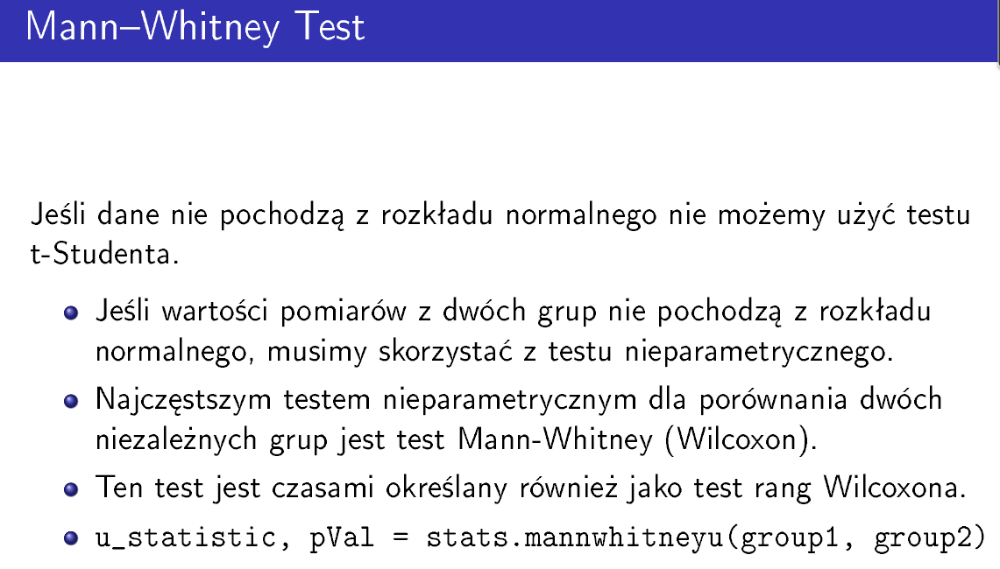 Mann–Whitney Test
Jeśli dane nie pochodzą z rozkładu normalnego nie możemy użyć testu
t-Studenta.
Jeśli wartości pomiarów z dwóch grup nie pochodzą z rozkładu
normalnego, musimy skorzystać z testu nieparametrycznego.
Najczęstszym testem nieparametrycznym dla porównania dwóch
niezależnych grup jest test Mann-Whitney (Wilcoxon).
Ten test jest czasami określany również jako test rang Wilcoxona.
u_statistic, pVal = stats.mannwhitneyu(group1, group2)